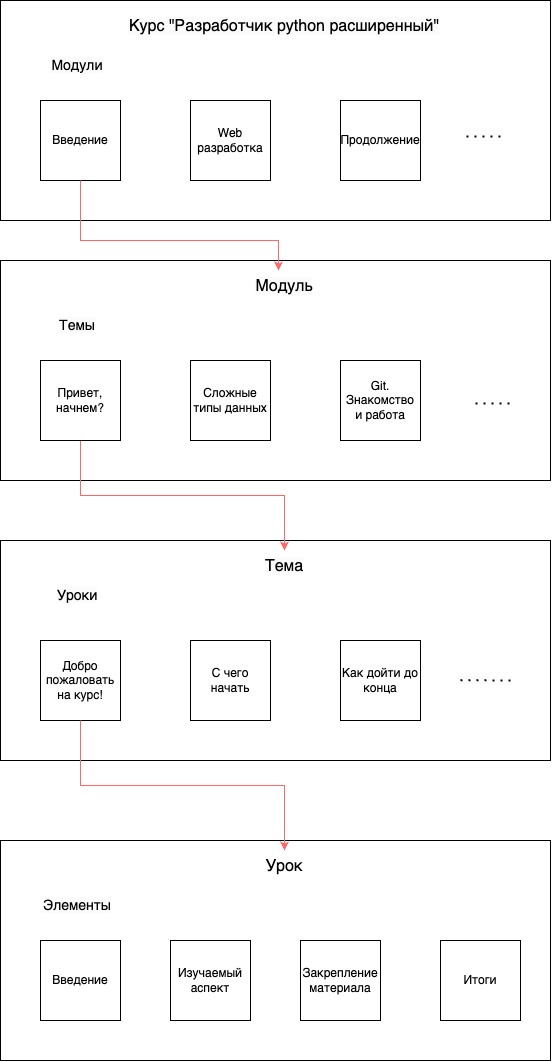 Курс "Разработчик python расширенный"
Модули
Введение
Web
разработка
Продолжение
.....
Модуль
Темы
Привет,
начнем?
Сложные
типы данных
Git.
Знакомство
и работа
.....
Тема
Уроки
Добро
пожаловать
на курс!
С чего
начать
Как дойти до
конца
.......
Урок
Элементы
Введение
Изучаемый
аспект
Закрепление
материала
Итоги